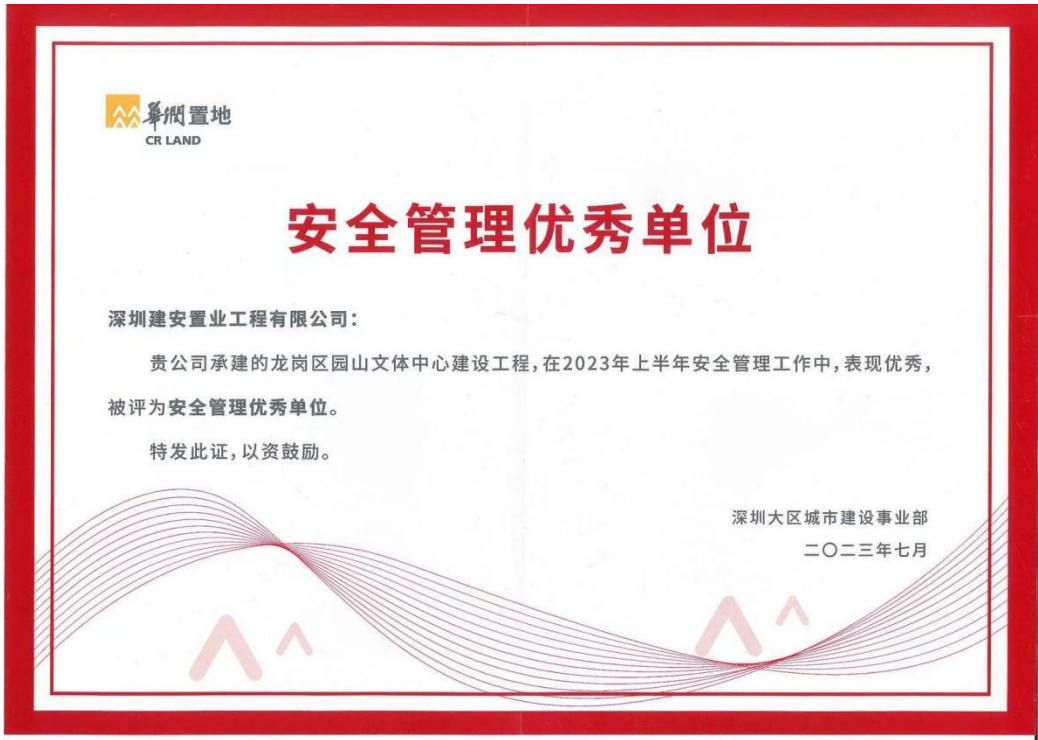 華潤置地
CR LAND
安全管理优秀单位
深圳建安置业工程有限公司：
贵公司承建的龙岗区园山文体中心建设工程，在2023年上半年安全管理工作中，表现优秀，
被评为安全管理优秀单位。
特发此证，以资鼓励。
深圳大区城市建设事业部
二〇二三年七月